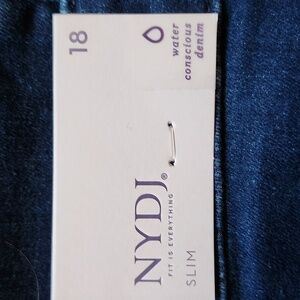 18
water
conscious
denim
NYDJ®
FIT IS EVERYTHING
SLIM